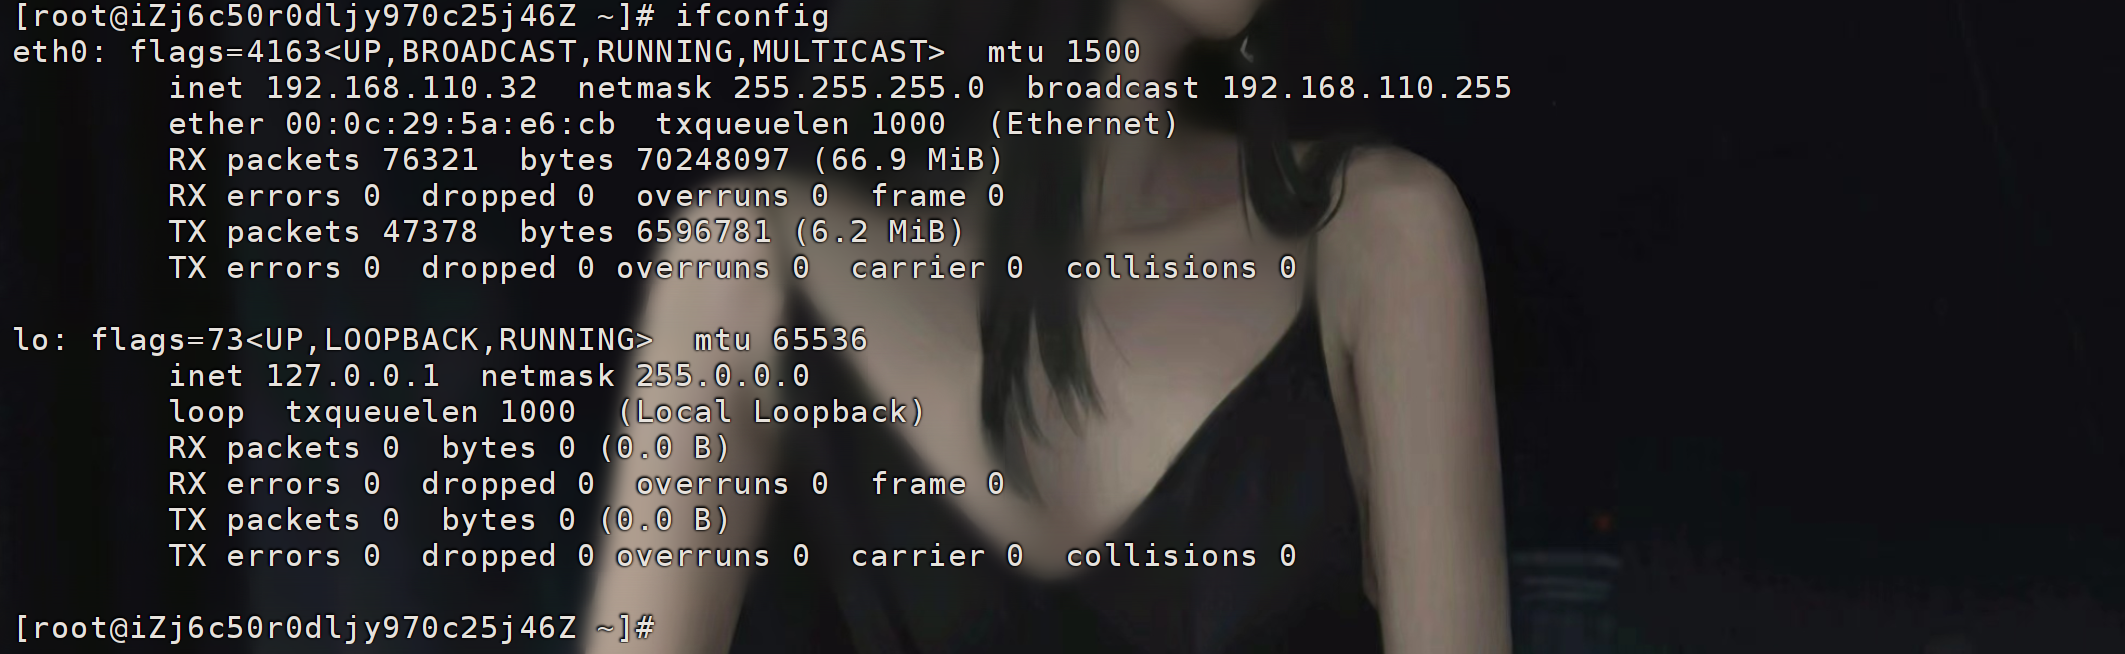 [root@iZj6c50r0dljy970c25j46Z ~]# ifconfig
eth0: flags=4163<UP,BROADCAST,RUNNING,MULTICAST>  mtu 1500
        inet 192.168.110.32  netmask 255.255.255.0  broadcast 192.168.110.255
        ether 00:0c:29:5a:e6:cb  txqueuelen 1000  (Ethernet)
        RX packets 76321  bytes 70248097 (66.9 MiB)
        RX errors 0  dropped 0  overruns 0  frame 0
        TX packets 47378  bytes 6596781 (6.2 MiB)
        TX errors 0  dropped 0 overruns 0  carrier 0  collisions 0

lo: flags=73<UP,LOOPBACK,RUNNING>  mtu 65536
        inet 127.0.0.1  netmask 255.0.0.0
        loop  txqueuelen 1000  (Local Loopback)
        RX packets 0  bytes 0 (0.0 B)
        RX errors 0  dropped 0  overruns 0  frame 0
        TX packets 0  bytes 0 (0.0 B)
        TX errors 0  dropped 0 overruns 0  carrier 0  collisions 0

[root@iZj6c50r0dljy970c25j46Z ~]#